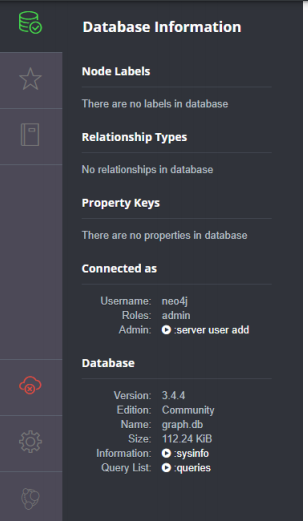 Database Information
Node Labels
There are no labels in database
Relationship Types
No relationships in database
Property Keys
There are no properties in database
Connected as
Username: neo4j
Roles: admin
Admin: :server user add
Database
Version: 3.4.4
Edition: Community
Name: graph.db
Size: 112.24 KiB
Information: :sysinfo
Query List: :queries